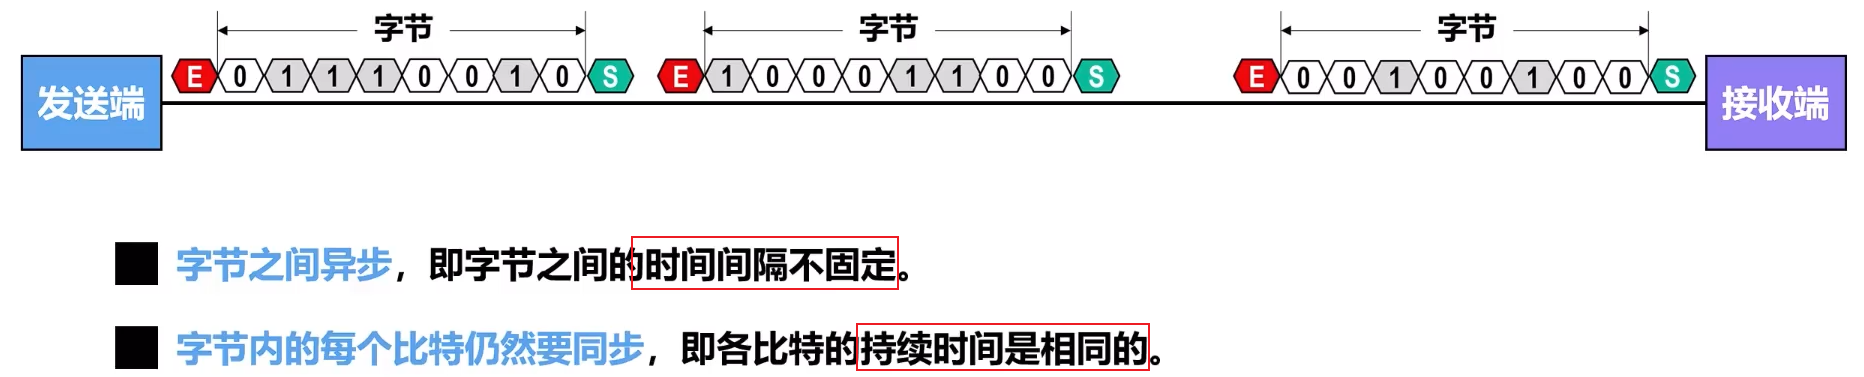 字节 字节 字节
E 0 1 1 1 0 0 1 0 S E 1 0 0 0 1 1 0 0 S E 0 0 1 0 0 1 0 0 S
发送端 接收端
字节之间异步，即字节之间的时间间隔不固定。
字节内的每个比特仍然要同步，即各比特的持续时间是相同的。